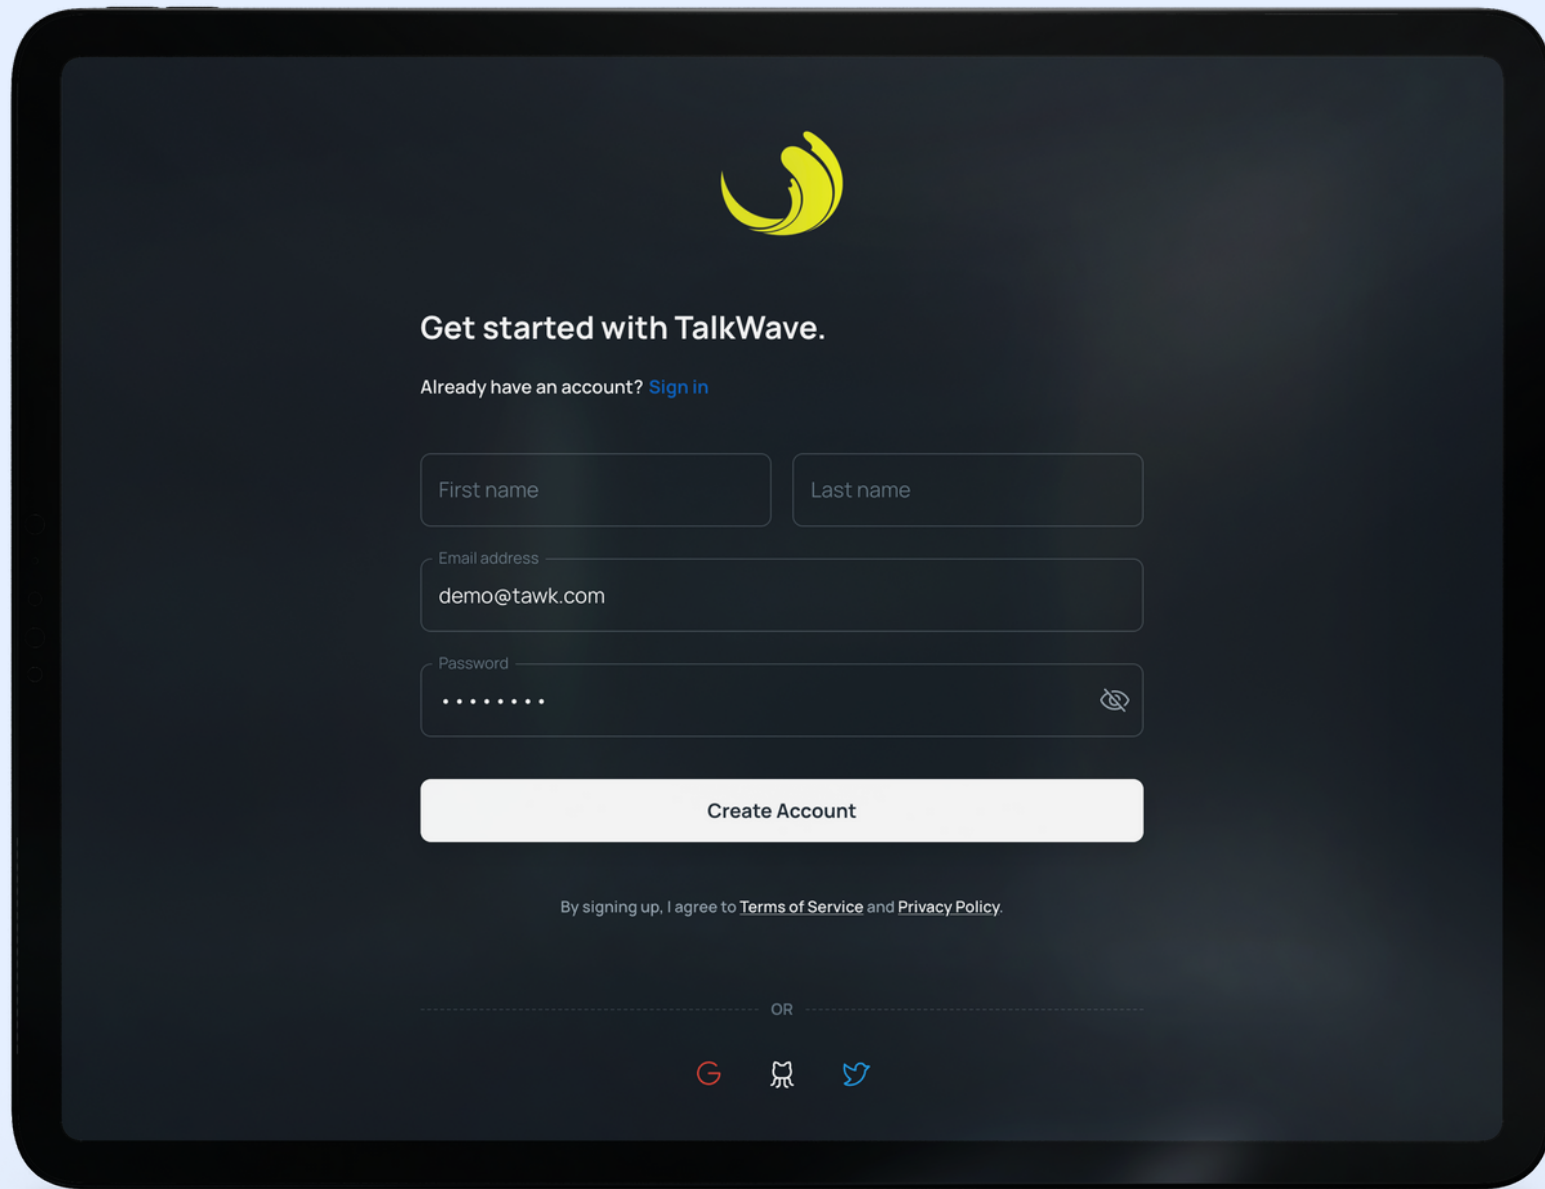 Get started with TalkWave.
Already have an account? Sign in
First name
Last name
Email address
demo@tawk.com
Password
••••••••
Create Account
By signing up, I agree to Terms of Service and Privacy Policy.
OR